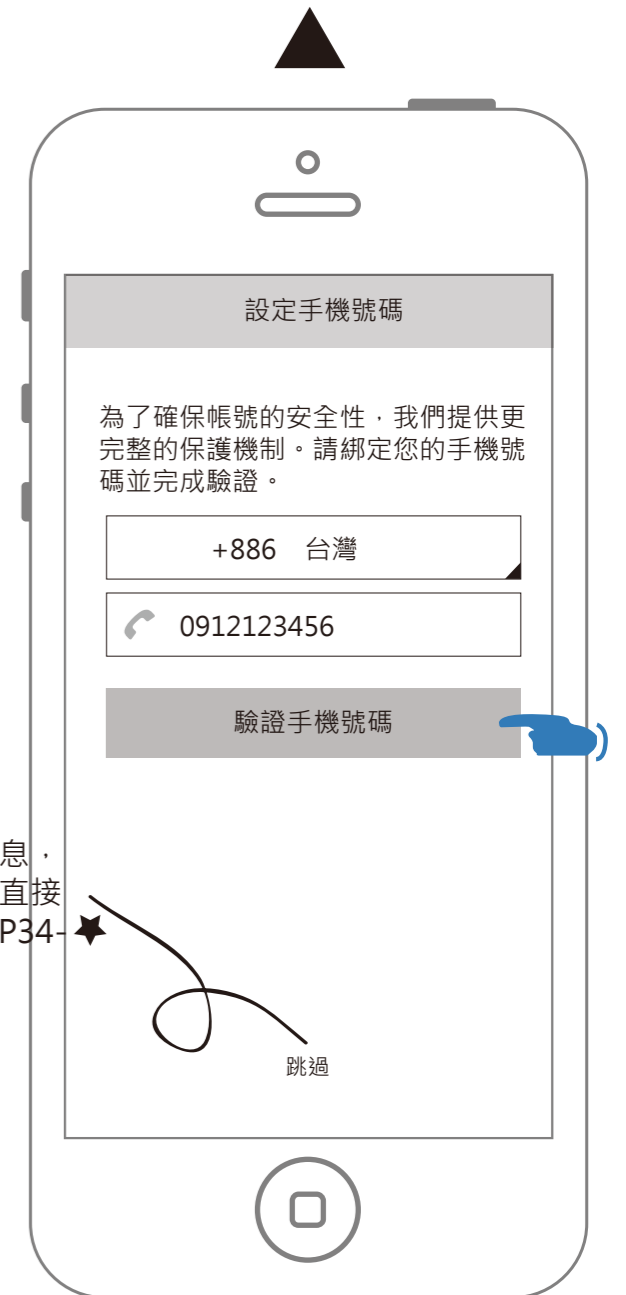 設定手機號碼
為了確保帳號的安全性，我們提供更
完整的保護機制。請綁定您的手機號
碼並完成驗證。
+886 台灣
0912123456
驗證手機號碼
息，
直接
P34-★
跳過